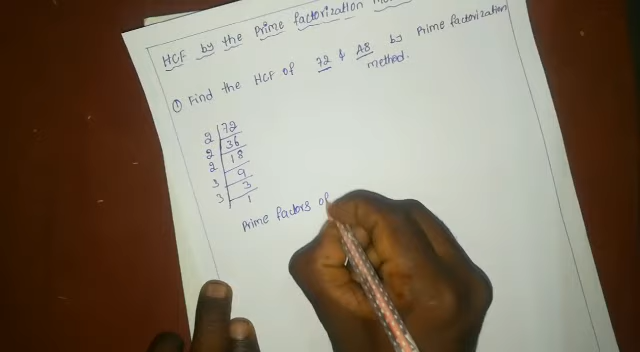 HCF by the Prime factorization
① Find the HCF of 72 & 48 by Prime factorization
method.
2 | 72
2 | 36
2 | 18
3 | 9
3 | 3
1
Prime factors of